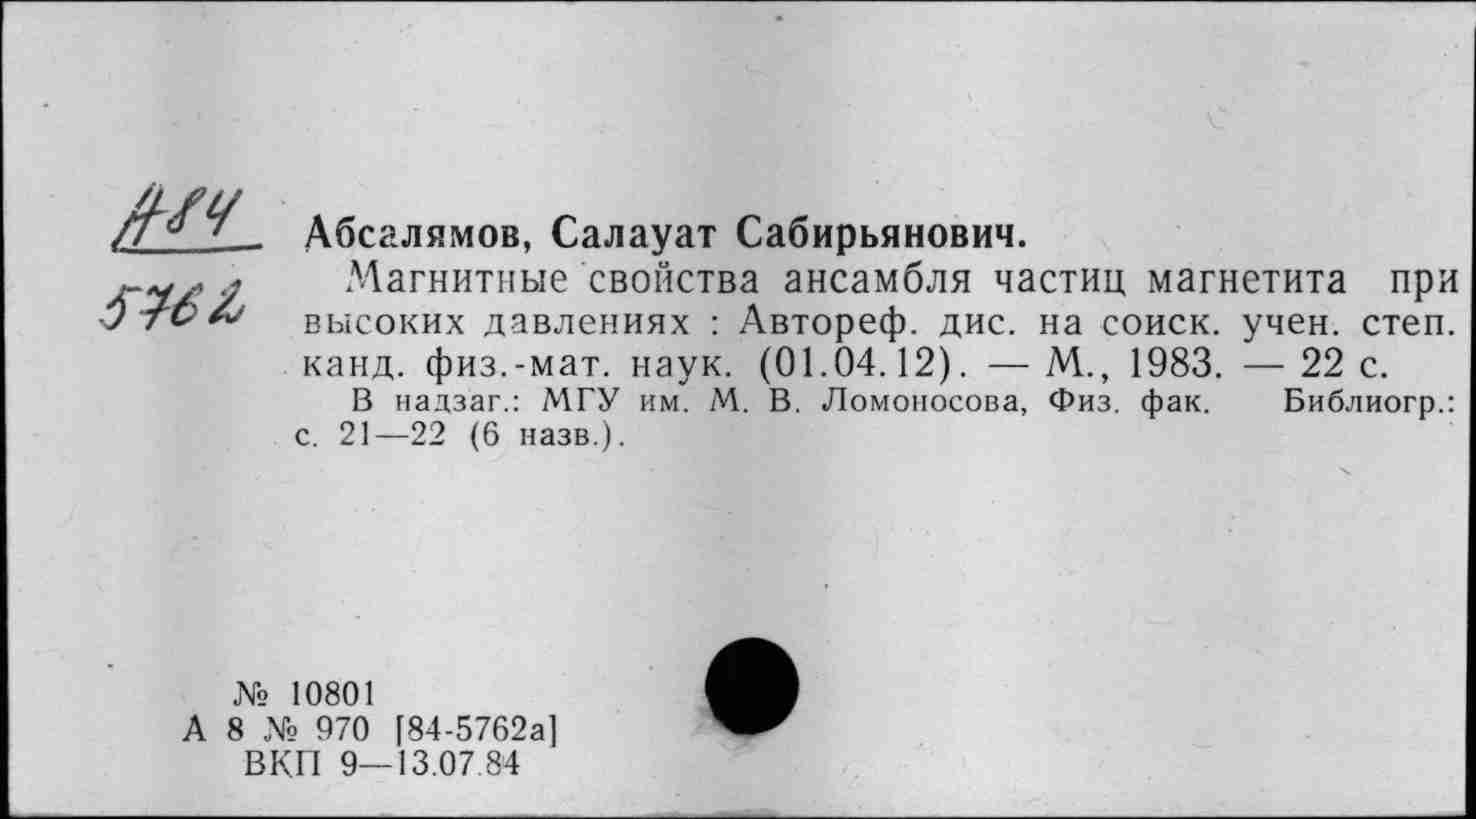 А84
5762
Абсалямов, Салауат Сабирьянович.
Магнитные свойства ансамбля частиц магнетита при
высоких давлениях : Автореф. дис. на соиск. учен. степ.
канд. физ.-мат. наук. (01.04.12). — М., 1983. — 22 с.
В надзаг.: МГУ им. М. В. Ломоносова, Физ. фак. Библиогр.:
с. 21—22 (6 назв.).
№ 10801
А 8 № 970 [84-5762а]
ВКП 9—13.07.84